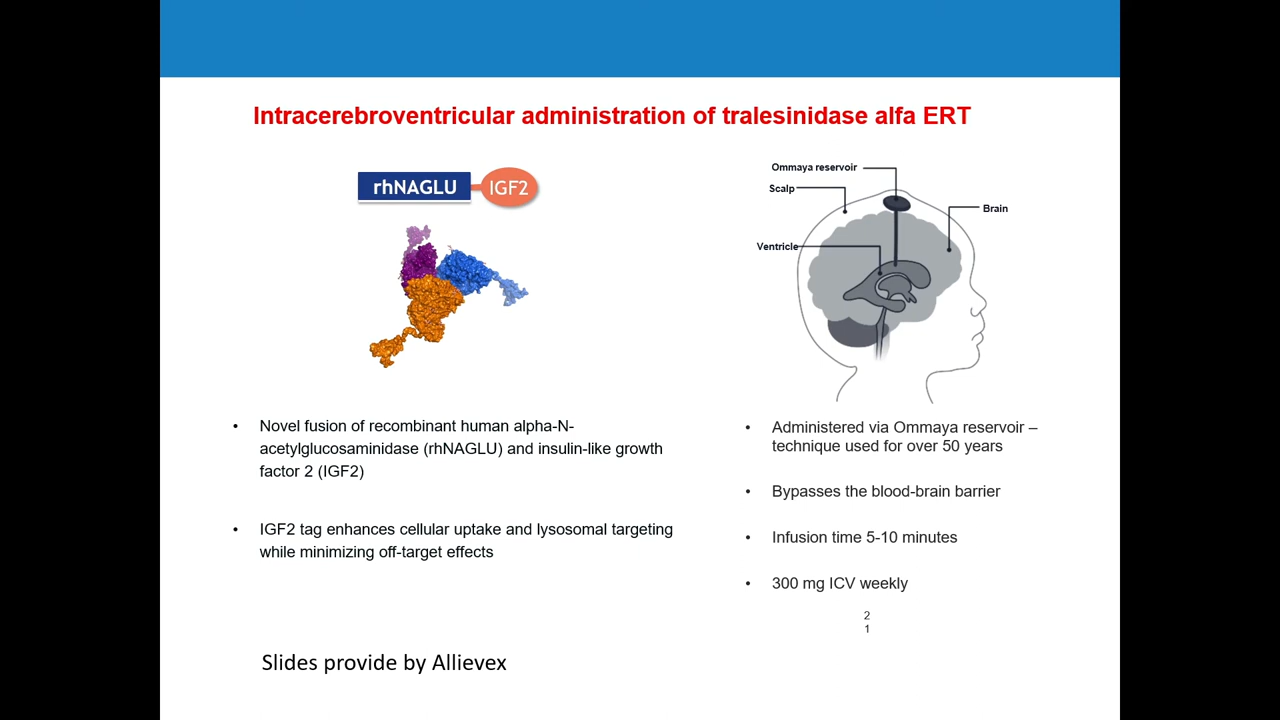 Intracerebroventricular administration of tralesinidase alfa ERT
rhNAGLU
IGF2
Ommaya reservoir
Scalp
Brain
Ventricle
• Novel fusion of recombinant human alpha-N-
acetylglucosaminidase (rhNAGLU) and insulin-like growth
factor 2 (IGF2)
• IGF2 tag enhances cellular uptake and lysosomal targeting
while minimizing off-target effects
• Administered via Ommaya reservoir –
technique used for over 50 years
• Bypasses the blood-brain barrier
• Infusion time 5-10 minutes
• 300 mg ICV weekly
2
1
Slides provide by Allievex